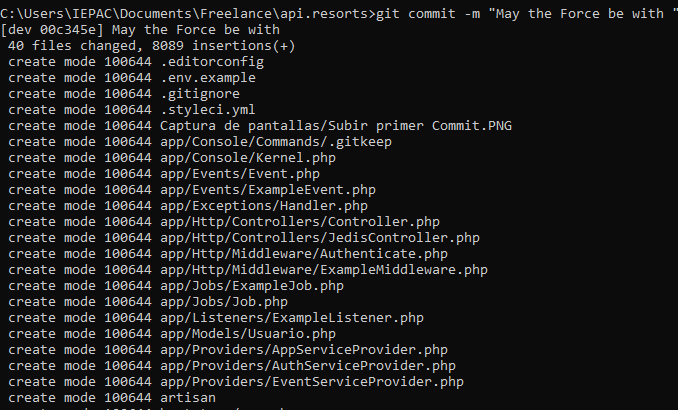 C:\Users\IEPAC\Documents\Freelance\api.resorts>git commit -m "May the Force be with "
[dev 00c345e] May the Force be with
 40 files changed, 8089 insertions(+)
 create mode 100644 .editorconfig
 create mode 100644 .env.example
 create mode 100644 .gitignore
 create mode 100644 .styleci.yml
 create mode 100644 Captura de pantallas/Subir primer Commit.PNG
 create mode 100644 app/Console/Commands/.gitkeep
 create mode 100644 app/Console/Kernel.php
 create mode 100644 app/Events/Event.php
 create mode 100644 app/Events/ExampleEvent.php
 create mode 100644 app/Exceptions/Handler.php
 create mode 100644 app/Http/Controllers/Controller.php
 create mode 100644 app/Http/Controllers/JedisController.php
 create mode 100644 app/Http/Middleware/Authenticate.php
 create mode 100644 app/Http/Middleware/ExampleMiddleware.php
 create mode 100644 app/Jobs/ExampleJob.php
 create mode 100644 app/Jobs/Job.php
 create mode 100644 app/Listeners/ExampleListener.php
 create mode 100644 app/Models/Usuario.php
 create mode 100644 app/Providers/AppServiceProvider.php
 create mode 100644 app/Providers/AuthServiceProvider.php
 create mode 100644 app/Providers/EventServiceProvider.php
 create mode 100644 artisan